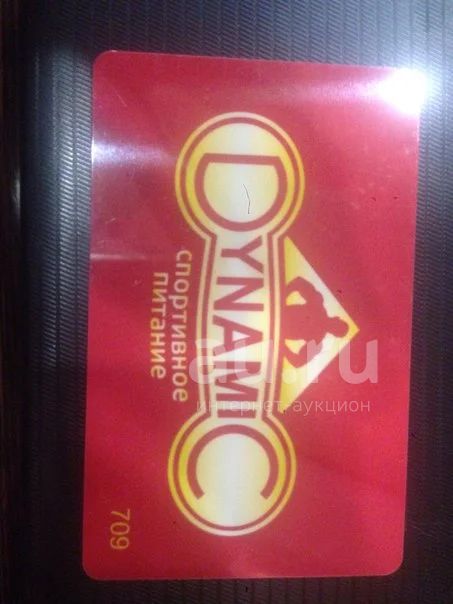 DYNAMIC
спортивное
питание
709
au.ru
интернет-аукцион